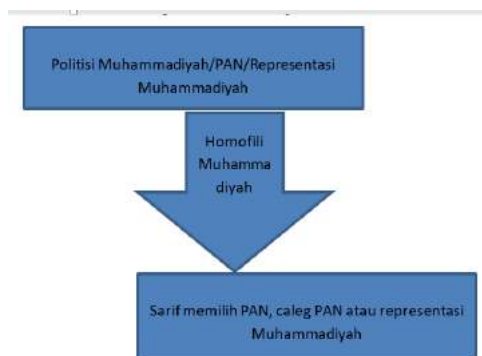 Politisi Muhammadiyah/PAN/Representasi
Muhammadiyah
Homofili
Muhamma
diyah
Sarif memilih PAN, caleg PAN atau representasi
Muhammadiyah